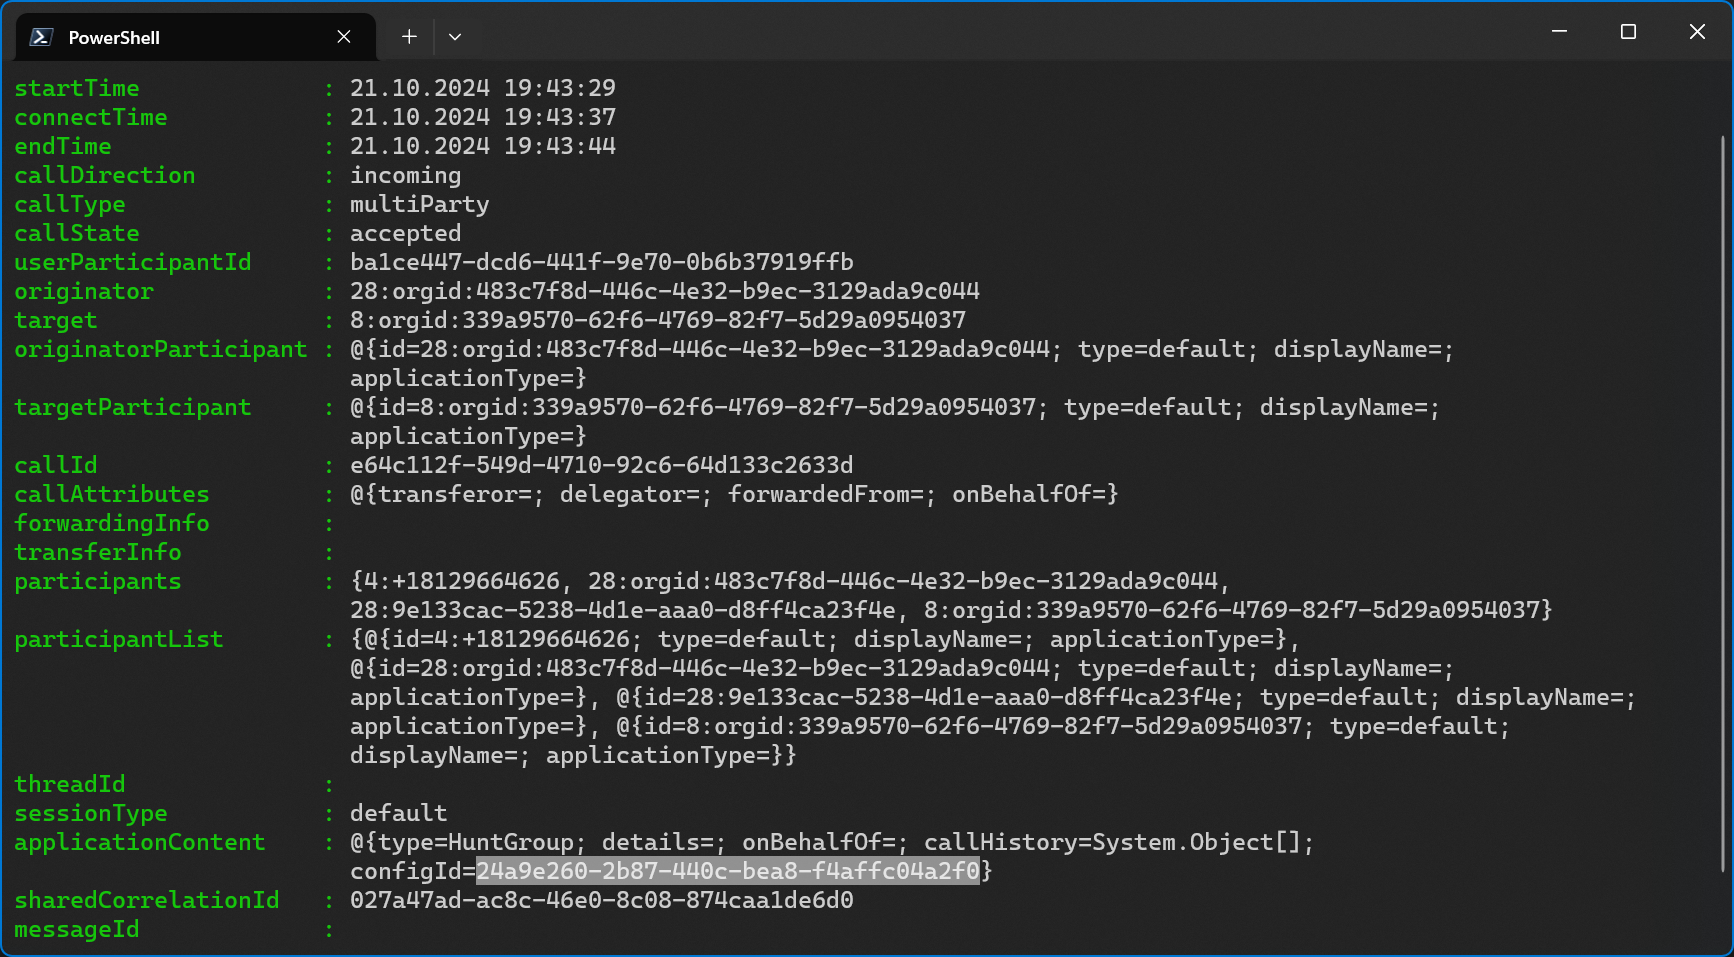 PowerShell
startTime : 21.10.2024 19:43:29
connectTime : 21.10.2024 19:43:37
endTime : 21.10.2024 19:43:44
callDirection : incoming
callType : multiParty
callState : accepted
userParticipantId : ba1ce447-dcd6-441f-9e70-0b6b37919ffb
originator : 28:orgid:483c7f8d-446c-4e32-b9ec-3129ada9c044
target : 8:orgid:339a9570-62f6-4769-82f7-5d29a0954037
originatorParticipant : @{id=28:orgid:483c7f8d-446c-4e32-b9ec-3129ada9c044; type=default; displayName=;
applicationType=}
targetParticipant : @{id=8:orgid:339a9570-62f6-4769-82f7-5d29a0954037; type=default; displayName=;
applicationType=}
callId : e64c112f-549d-4710-92c6-64d133c2633d
callAttributes : @{transferor=; delegator=; forwardedFrom=; onBehalfOf=}
forwardingInfo :
transferInfo :
participants : {4:+18129664626, 28:orgid:483c7f8d-446c-4e32-b9ec-3129ada9c044,
28:9e133cac-5238-4d1e-aaa0-d8ff4ca23f4e, 8:orgid:339a9570-62f6-4769-82f7-5d29a0954037}
participantList : {@{id=4:+18129664626; type=default; displayName=; applicationType=},
@{id=28:orgid:483c7f8d-446c-4e32-b9ec-3129ada9c044; type=default; displayName=;
applicationType=}, @{id=28:9e133cac-5238-4d1e-aaa0-d8ff4ca23f4e; type=default; displayName=;
applicationType=}, @{id=8:orgid:339a9570-62f6-4769-82f7-5d29a0954037; type=default;
displayName=; applicationType=}}
threadId :
sessionType : default
applicationContent : @{type=HuntGroup; details=; onBehalfOf=; callHistory=System.Object[];
configId=24a9e260-2b87-440c-bea8-f4affc04a2f0}
sharedCorrelationId : 027a47ad-ac8c-46e0-8c08-874caa1de6d0
messageId :